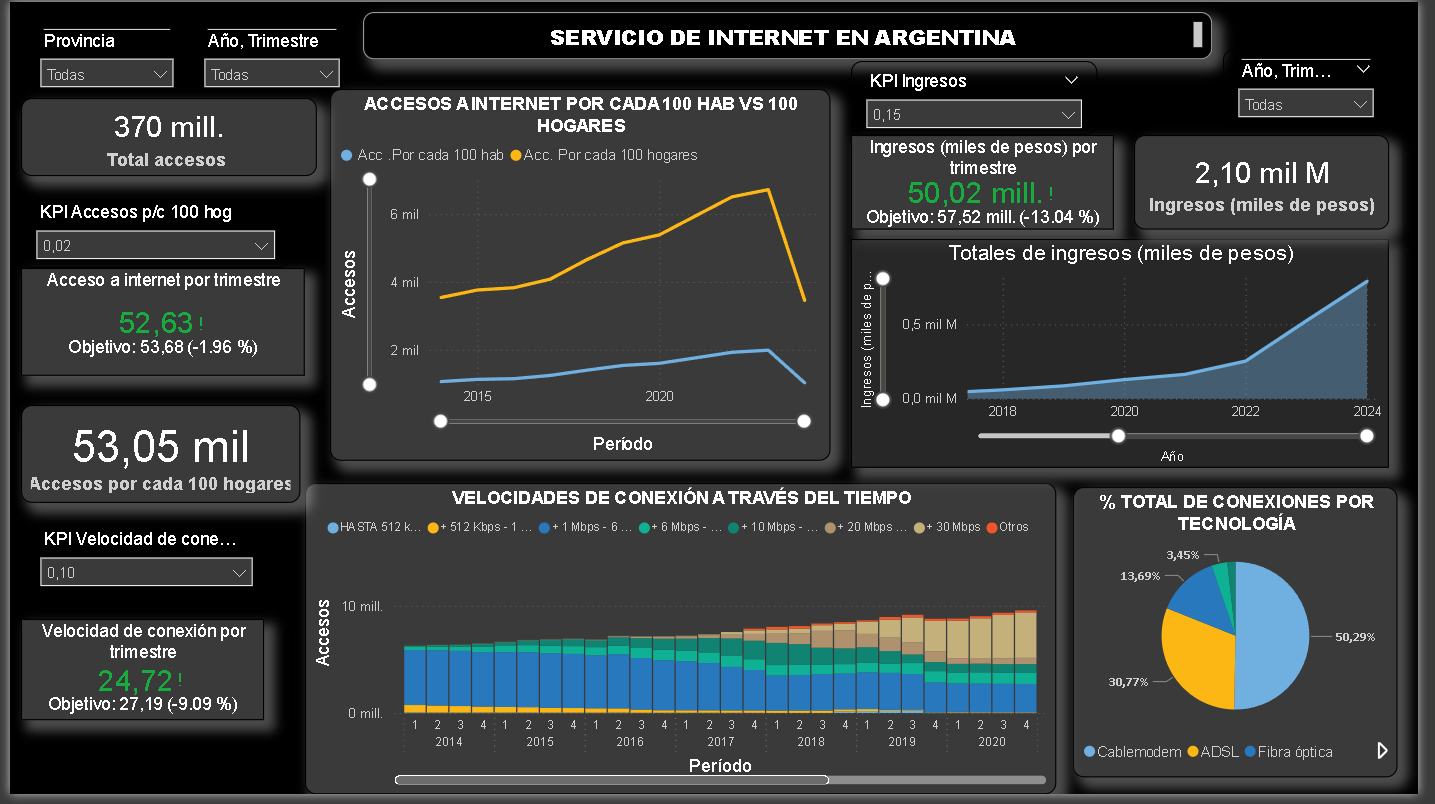 SERVICIO DE INTERNET EN ARGENTINA
Provincia
Todas
Año, Trimestre
Todas
370 mill.
Total accesos
KPI Accesos p/c 100 hog
0,02
Acceso a internet por trimestre
52,63 !
Objetivo: 53,68 (-1.96 %)
53,05 mil
Accesos por cada 100 hogares
KPI Velocidad de cone…
0,10
Velocidad de conexión por
trimestre
24,72 !
Objetivo: 27,19 (-9.09 %)
ACCESOS A INTERNET POR CADA 100 HAB VS 100
HOGARES
Acc .Por cada 100 hab
Acc. Por cada 100 hogares
Accesos
6 mil
4 mil
2 mil
2015
2020
Período
KPI Ingresos
0,15
Ingresos (miles de pesos) por
trimestre
50,02 mill. !
Objetivo: 57,52 mill. (-13.04 %)
Año, Trim…
Todas
2,10 mil M
Ingresos (miles de pesos)
Totales de ingresos (miles de pesos)
Ingresos (miles de p…
0,5 mil M
0,0 mil M
2018
2020
2022
2024
Año
VELOCIDADES DE CONEXIÓN A TRAVÉS DEL TIEMPO
HASTA 512 k…
+ 512 Kbps - 1 …
+ 1 Mbps - 6 …
+ 6 Mbps - …
+ 10 Mbps - …
+ 20 Mbps …
+ 30 Mbps
Otros
Accesos
10 mill.
0 mill.
1 2 3 4 1 2 3 4 1 2 3 4 1 2 3 4 1 2 3 4 1 2 3 4 1 2 3 4
2014 2015 2016 2017 2018 2019 2020
Período
% TOTAL DE CONEXIONES POR
TECNOLOGÍA
3,45%
13,69%
50,29%
30,77%
Cablemodem
ADSL
Fibra óptica